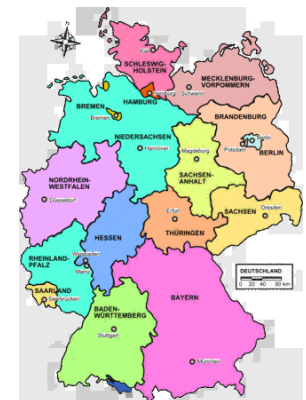 Kiel
SCHLESWIG-
HOLSTEIN
MECKLENBURG-
VORPOMMERN
Schwerin
Hamburg
HAMBURG
BREMEN
Bremen
BRANDENBURG
NIEDERSACHSEN
Hannover
Magdeburg
Berlin
Potsdam
BERLIN
SACHSEN-
ANHALT
NORDRHEIN-
WESTFALEN
Düsseldorf
SACHSEN
Dresden
Erfurt
THÜRINGEN
HESSEN
Wiesbaden
Mainz
RHEINLAND-
PFALZ
SAARLAND
Saarbrücken
DEUTSCHLAND
0 20 40 60 km
BADEN-
WÜRTTEMBERG
Stuttgart
BAYERN
München